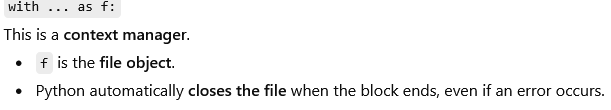 with ... as f:
This is a context manager.
• f is the file object.
• Python automatically closes the file when the block ends, even if an error occurs.